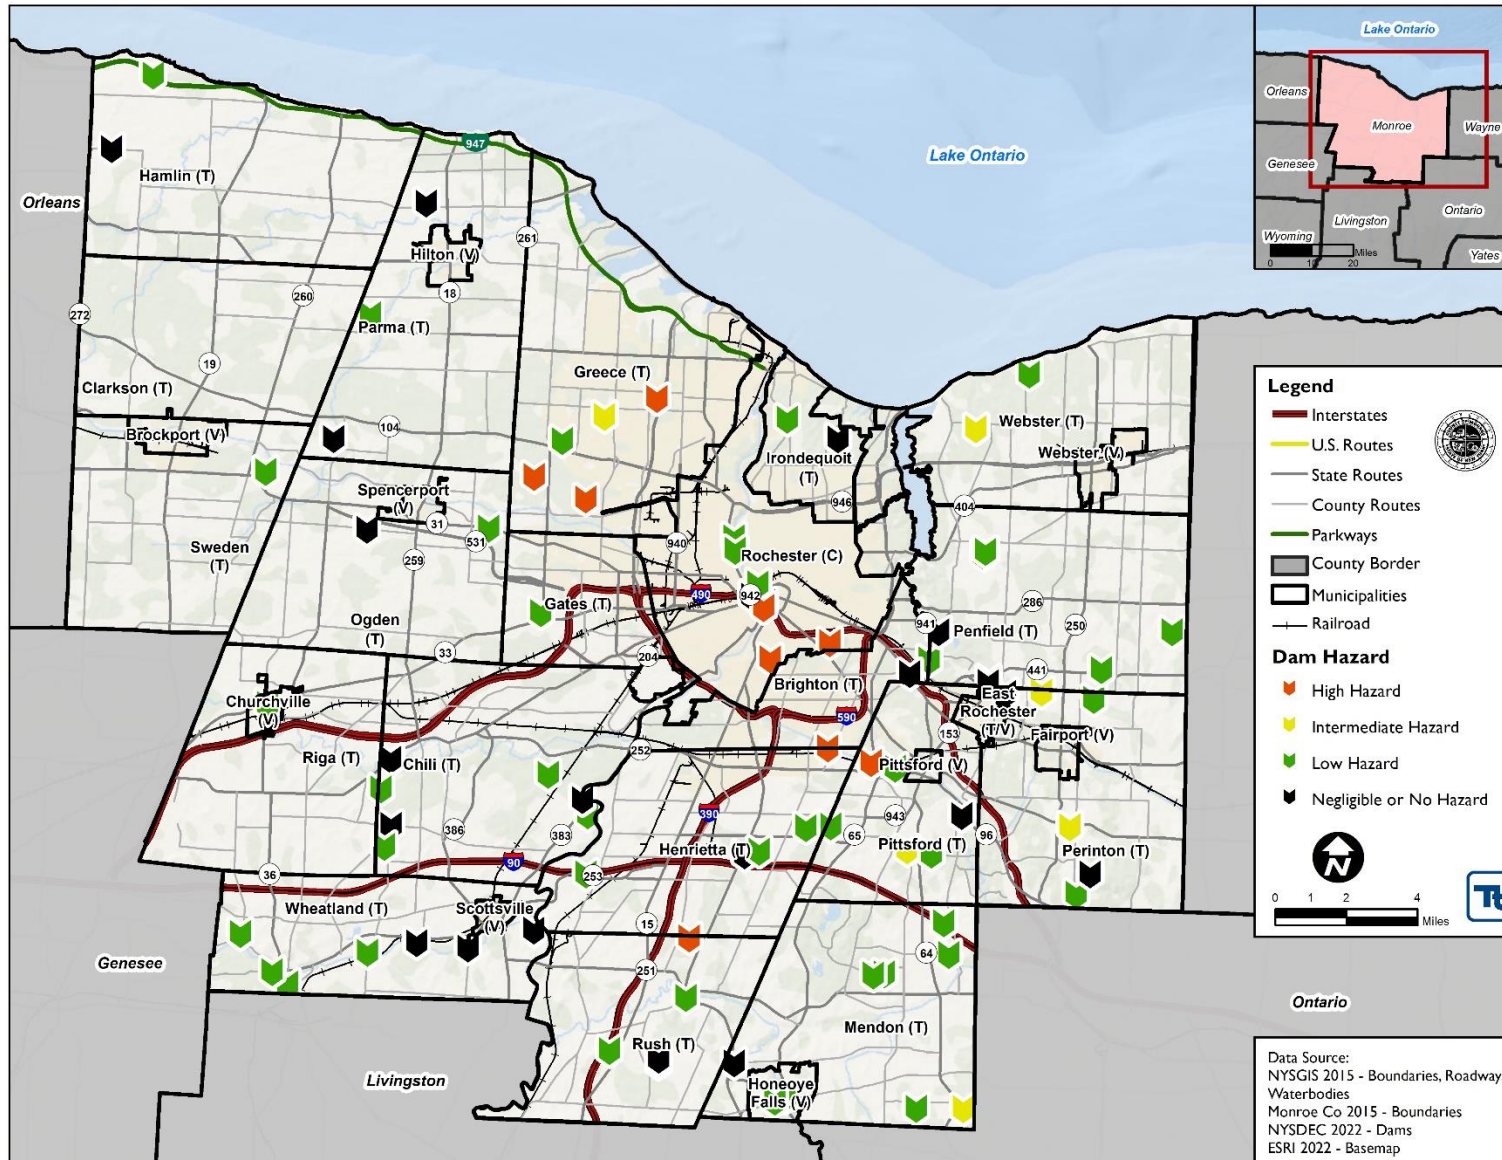 Lake Ontario
Orleans
Monroe
Wayne
Genesee
Livingston
Ontario
Wyoming
Yates
0
10
20
Miles
Lake Ontario
947
Hamlin (T)
Orleans
Hilton (V)
261
18
260
272
Parma (T)
19
Greece (T)
Clarkson (T)
Brockport (V)
104
Webster (T)
Webster (V)
Irondequoit
(T)
Spencerport
(V)
31
946
404
Sweden
(T)
531
259
940
Rochester (C)
490
942
Gates (T)
286
250
941
Penfield (T)
Ogden
(T)
33
204
441
Brighton (T)
East
Rochester
(T/V)
Churchville
(V)
590
153
Fairport (V)
252
Riga (T)
Chili (T)
Pittsford (V)
390
943
386
383
65
96
Henrietta (T)
Pittsford (T)
Perinton (T)
90
36
253
Wheatland (T)
Scottsville
(V)
15
64
251
Genesee
Ontario
Mendon (T)
Rush (T)
Livingston
Honeoye
Falls (V)
Legend
Interstates
U.S. Routes
State Routes
County Routes
Parkways
County Border
Municipalities
Railroad
Dam Hazard
High Hazard
Intermediate Hazard
Low Hazard
Negligible or No Hazard
N
0
1
2
4
Miles
Data Source:
NYSGIS 2015 - Boundaries, Roadway
Waterbodies
Monroe Co 2015 - Boundaries
NYSDEC 2022 - Dams
ESRI 2022 - Basemap